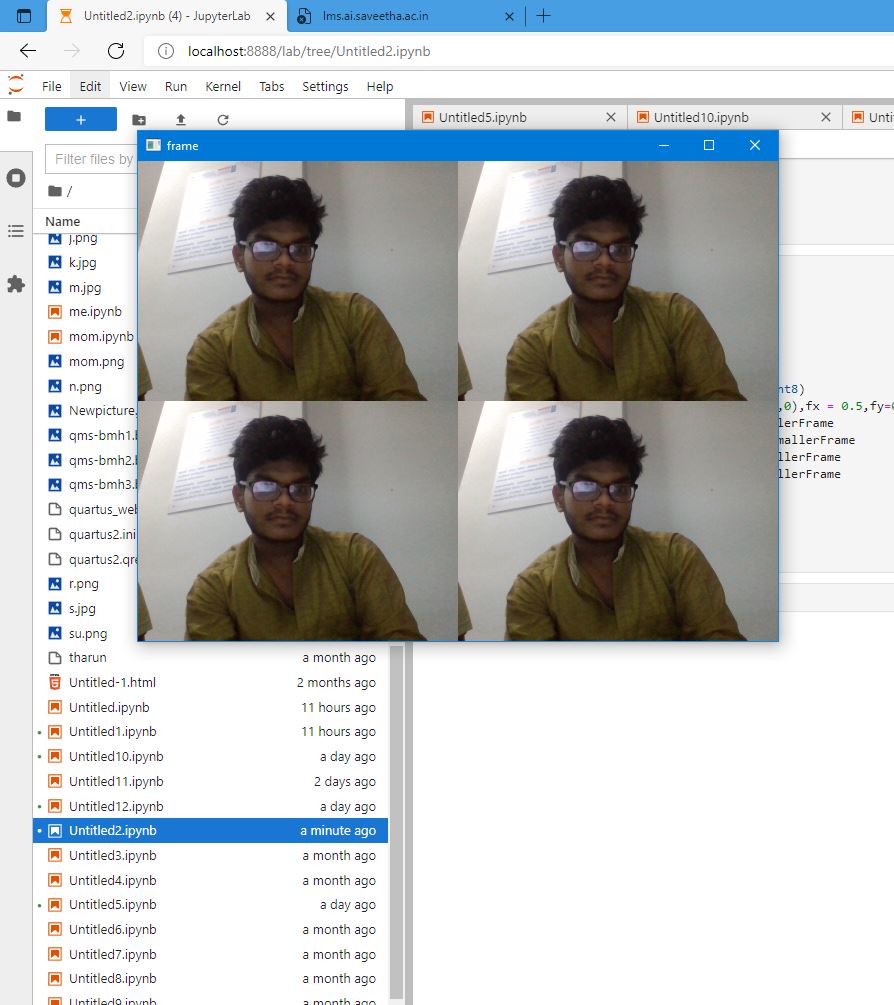 Untitled2.ipynb (4) - JupyterLab
lms.ai.saveetha.ac.in
localhost:8888/lab/tree/Untitled2.ipynb
File Edit View Run Kernel Tabs Settings Help
Untitled5.ipynb
Untitled10.ipynb
Unti
Filter files by
frame
/
Name
j.png
k.jpg
m.jpg
me.ipynb
mom.ipynb
mom.png
n.png
Newpicture.
qms-bmh1.b
qms-bmh2.b
qms-bmh3.b
quartus_web
quartus2.ini
quartus2.qre
r.png
s.jpg
su.png
nt8)
,0),fx = 0.5,fy=0
llerFrame
mallerFrame
llerFrame
mallerFrame
tharun a month ago
Untitled-1.html 2 months ago
Untitled.ipynb 11 hours ago
Untitled1.ipynb 11 hours ago
Untitled10.ipynb a day ago
Untitled11.ipynb 2 days ago
Untitled12.ipynb a day ago
Untitled2.ipynb a minute ago
Untitled3.ipynb a month ago
Untitled4.ipynb a month ago
Untitled5.ipynb a day ago
Untitled6.ipynb a month ago
Untitled7.ipynb a month ago
Untitled8.ipynb a month ago
Untitled9.ipynb a month ago